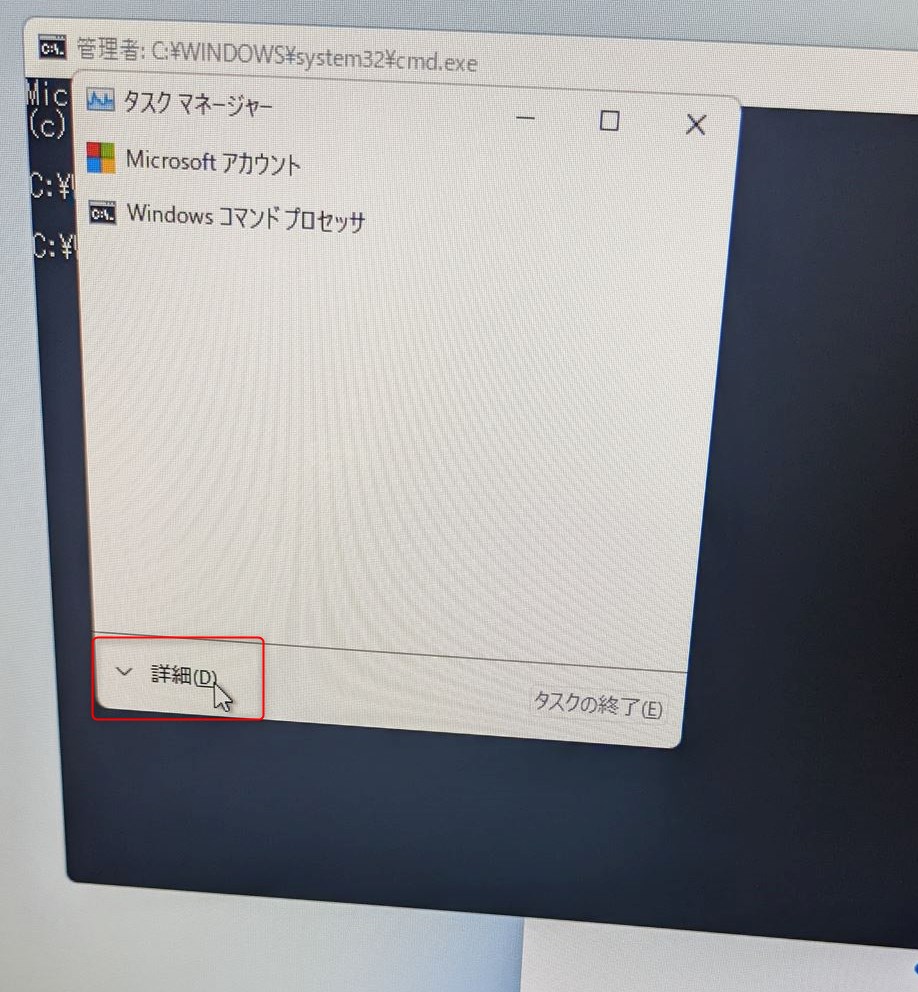 管理者: C:¥WINDOWS¥system32¥cmd.exe
Mic
(c)
タスク マネージャー
Microsoft アカウント
C:¥
Windows コマンド プロセッサ
C:¥
詳細(D)
タスクの終了(E)